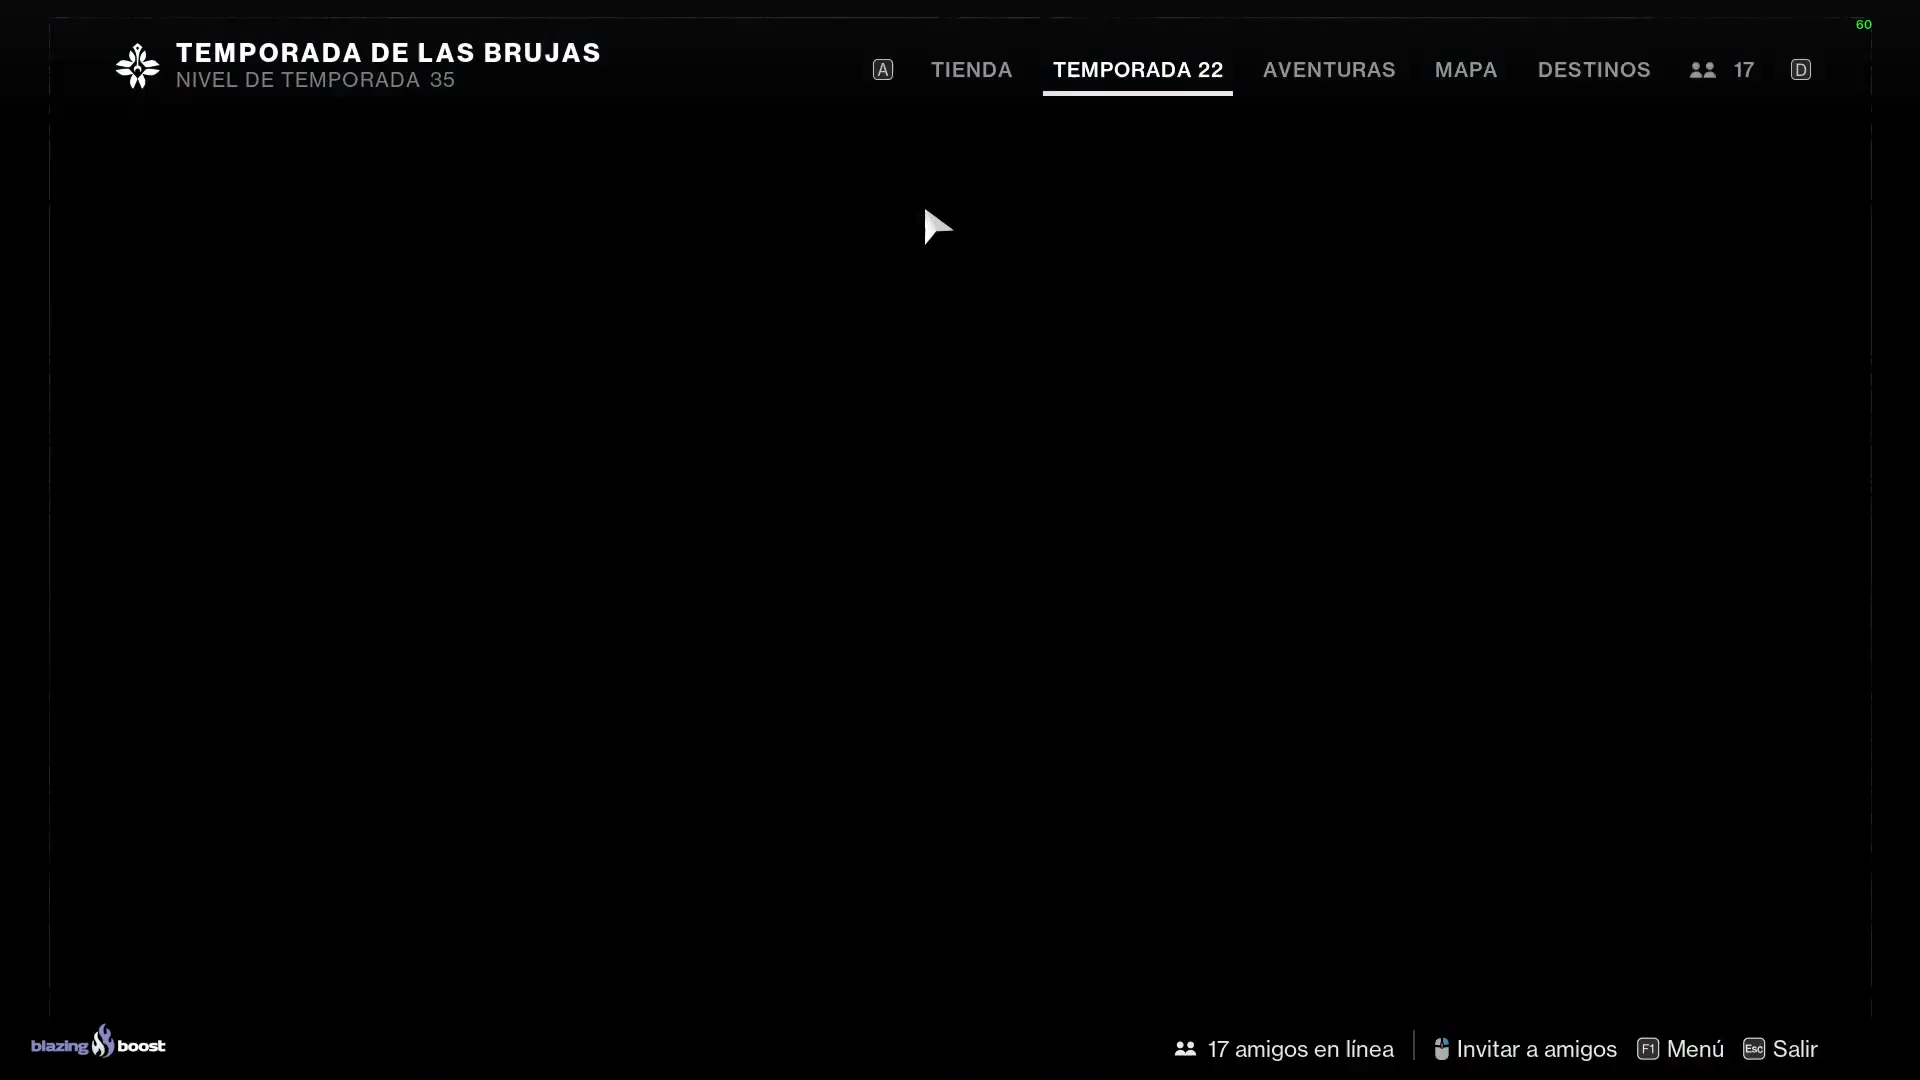 60
TEMPORADA DE LAS BRUJAS
NIVEL DE TEMPORADA 35
A TIENDA TEMPORADA 22 AVENTURAS MAPA DESTINOS 17 D
blazing boost
17 amigos en línea Invitar a amigos F1 Menú Esc Salir